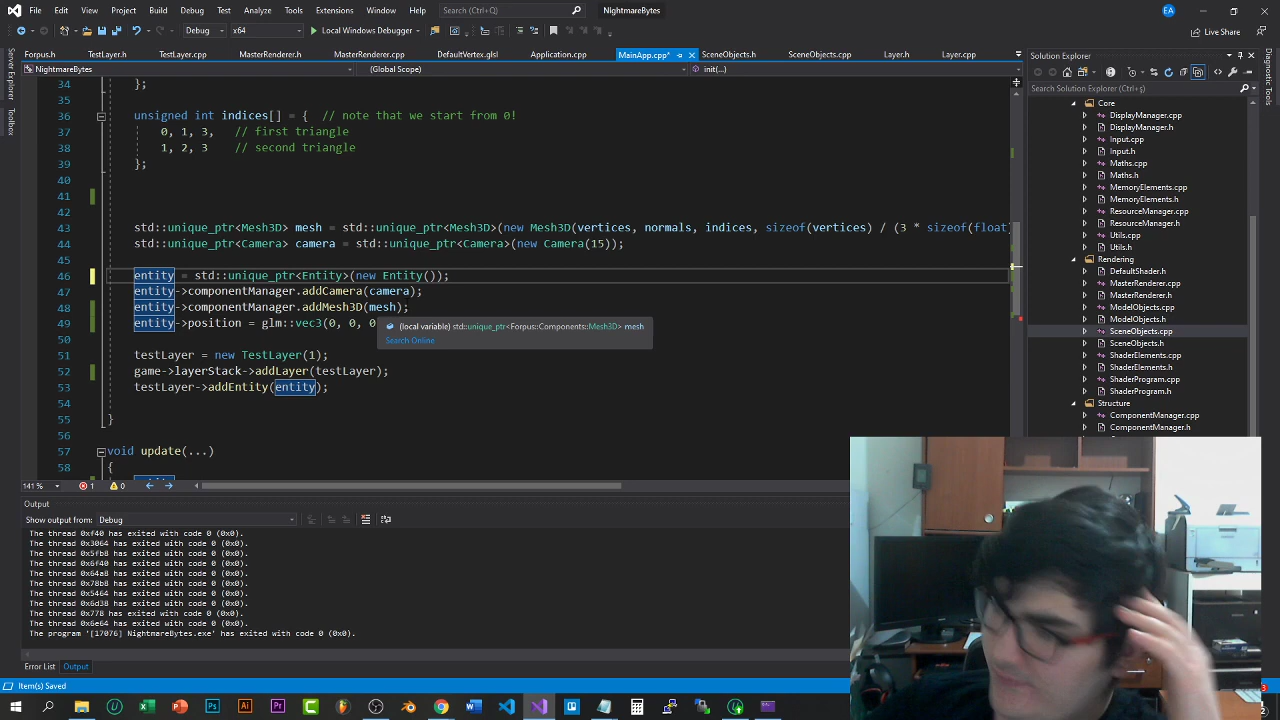 File Edit View Git Project Build Debug Test Analyze Tools Extensions Window Help Search (Ctrl+Q) NightmareBytes EA
Debug x64 Local Windows Debugger Live Share
Forpus.h TestLayer.h TestLayer.cpp MasterRenderer.h MasterRenderer.cpp DefaultVertex.glsl Application.cpp MainApp.cpp* SceneObjects.h SceneObjects.cpp Layer.h Layer.cpp
Solution Explorer
NightmareBytes (Global Scope) init(...)
Server Explorer
Toolbox
Diagnostic Tools
Search Solution Explorer (Ctrl+ş)
34 };
35
36 unsigned int indices[] = { // note that we start from 0!
37 0, 1, 3, // first triangle
38 1, 2, 3 // second triangle
39 };
40
41
42
43 std::unique_ptr<Mesh3D> mesh = std::unique_ptr<Mesh3D>(new Mesh3D(vertices, normals, indices, sizeof(vertices) / (3 * sizeof(float)
44 std::unique_ptr<Camera> camera = std::unique_ptr<Camera>(new Camera(15));
45
46 entity = std::unique_ptr<Entity>(new Entity());
47 entity->componentManager.addCamera(camera);
48 entity->componentManager.addMesh3D(mesh);
49 entity->position = glm::vec3(0, 0, 0
(local variable) std::unique_ptr<Forpus::Components::Mesh3D> mesh
Search Online
50
51 testLayer = new TestLayer(1);
52 game->layerStack->addLayer(testLayer);
53 testLayer->addEntity(entity);
54
55 }
56
57 void update(...)
58 {
Core
DisplayManager.cpp
DisplayManager.h
Input.cpp
Input.h
Maths.cpp
Maths.h
MemoryElements.cpp
MemoryElements.h
ResourceManager.cpp
ResourceManager.h
Utils.cpp
Utils.h
Rendering
DefaultShader.h
MasterRenderer.cpp
MasterRenderer.h
ModelObjects.cpp
ModelObjects.h
SceneObjects.cpp
SceneObjects.h
ShaderElements.cpp
ShaderElements.h
ShaderProgram.cpp
ShaderProgram.h
Structure
ComponentManager.cpp
ComponentManager.h
141 % 1 0
Output
Show output from: Debug
The thread 0xf40 has exited with code 0 (0x0).
The thread 0x3064 has exited with code 0 (0x0).
The thread 0x5fb8 has exited with code 0 (0x0).
The thread 0x6f40 has exited with code 0 (0x0).
The thread 0x64a8 has exited with code 0 (0x0).
The thread 0x78b8 has exited with code 0 (0x0).
The thread 0x5464 has exited with code 0 (0x0).
The thread 0x6d38 has exited with code 0 (0x0).
The thread 0x778 has exited with code 0 (0x0).
The thread 0x6e64 has exited with code 0 (0x0).
The program '[17076] NightmareBytes.exe' has exited with code 0 (0x0).
Error List Output
Item(s) Saved